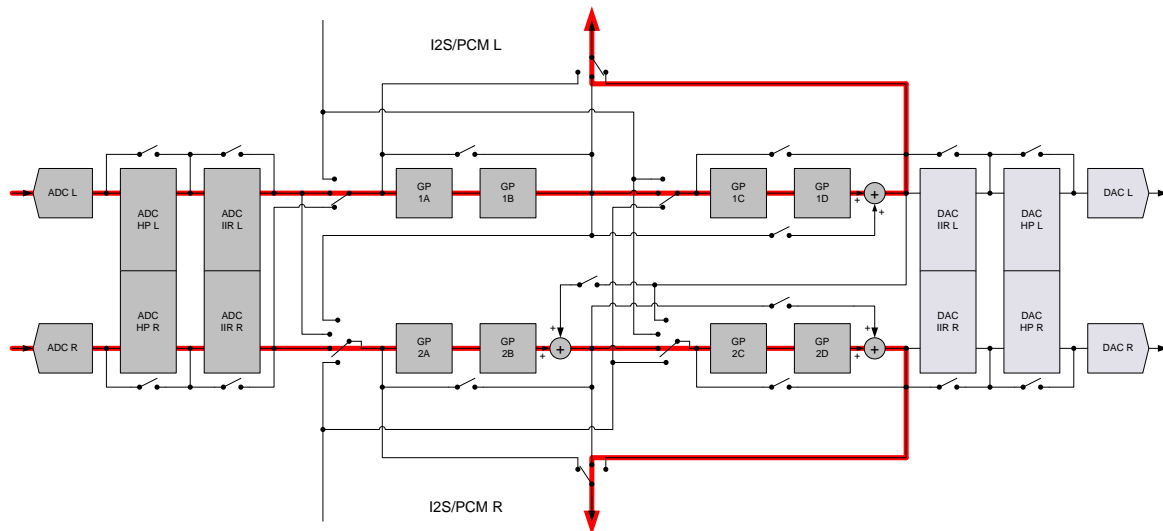 I2S/PCM L
ADC L
ADC
HP L
ADC
IIR L
GP
1A
GP
1B
GP
1C
GP
1D
+
+
+
DAC
IIR L
DAC
HP L
DAC L
ADC R
ADC
HP R
ADC
IIR R
GP
2A
GP
2B
+
+
+
GP
2C
GP
2D
+
+
+
DAC
IIR R
DAC
HP R
DAC R
I2S/PCM R